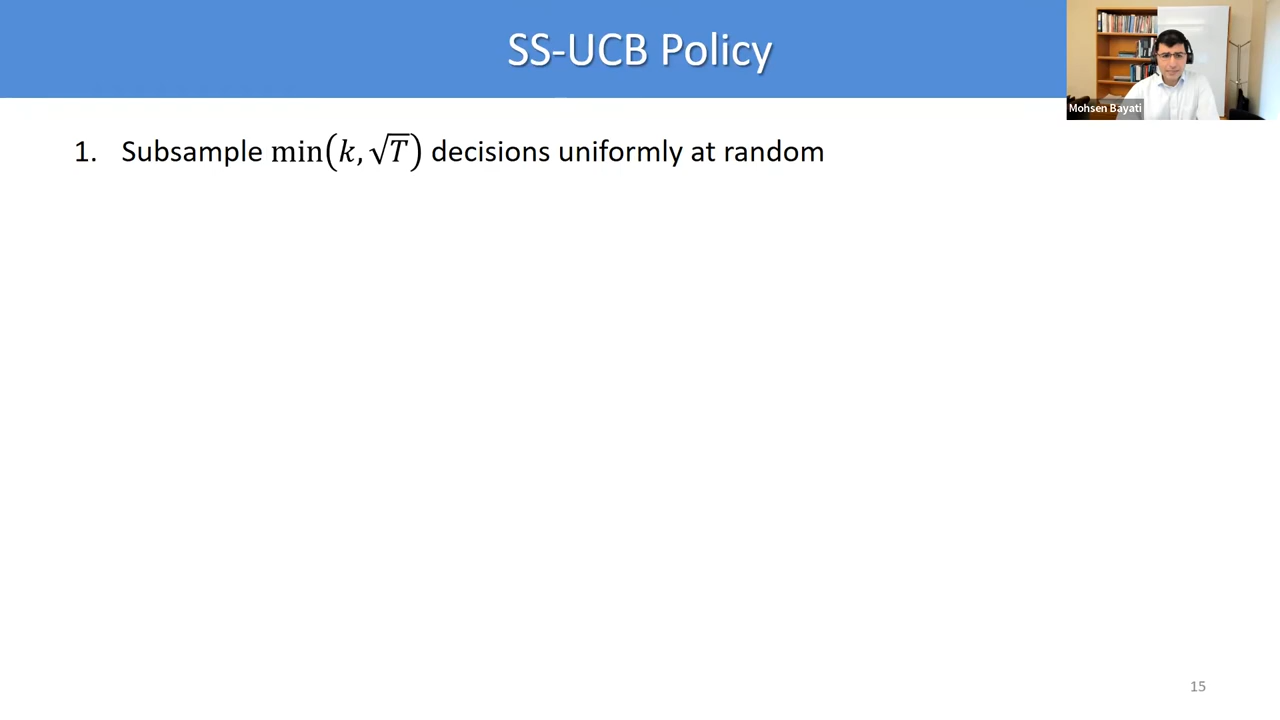 SS-UCB Policy
Mohsen Bayati
1. Subsample min(k, √T) decisions uniformly at random
15